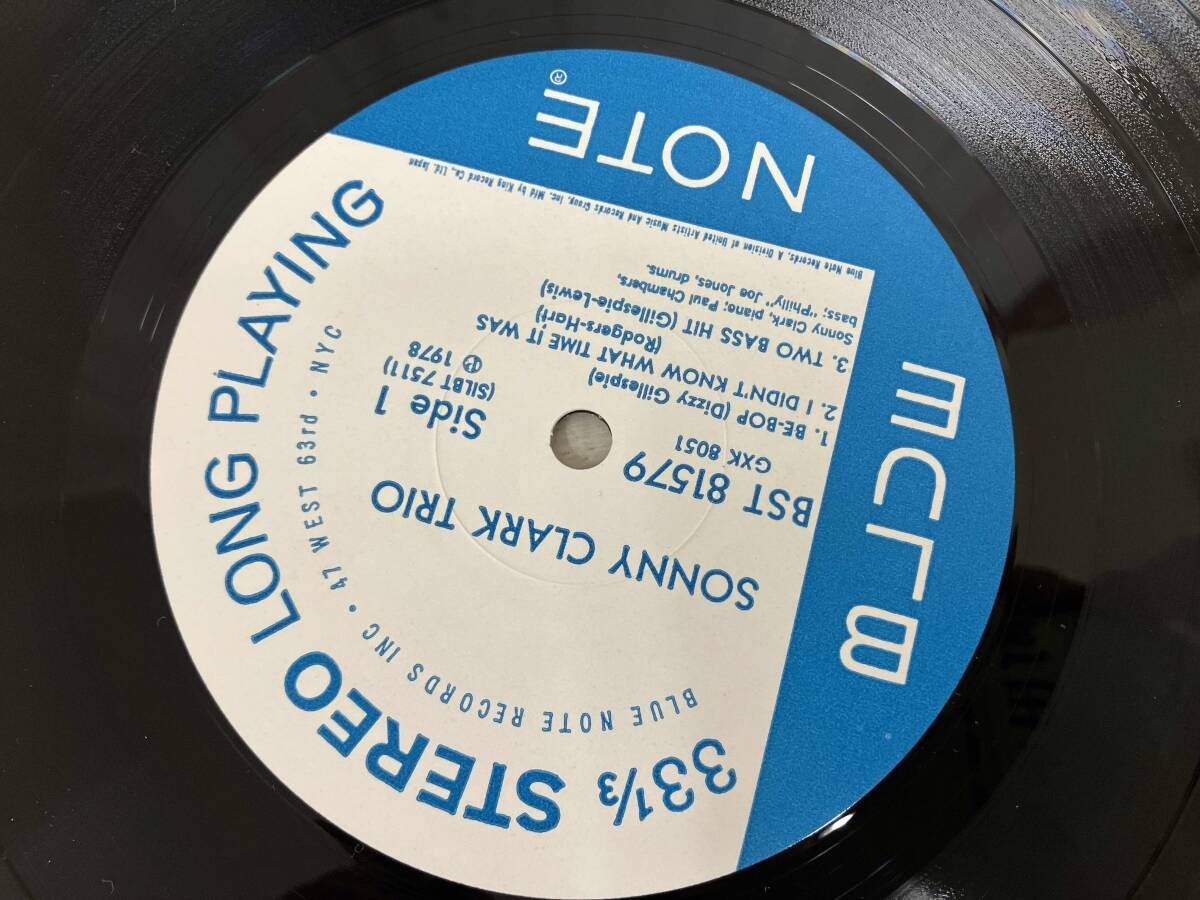 BLUE
NOTE®
Blue Note Records, A Division of United Artists Music And Records Group, Inc. Mfd by King Record Co., Ltd. Japan
33 1/3 STEREO LONG PLAYING
BLUE NOTE RECORDS INC • 47 WEST 63rd • NYC
SONNY CLARK TRIO
BST 81579
GXK 8051
Side 1
(SILBT 7511)
℗ 1978
1. BE-BOP (Dizzy Gillespie)
2. I DIDN'T KNOW WHAT TIME IT WAS
(Rodgers-Hart)
3. TWO BASS HIT (Gillespie-Lewis)
Sonny Clark, piano; Paul Chambers,
bass; "Philly" Joe Jones, drums.